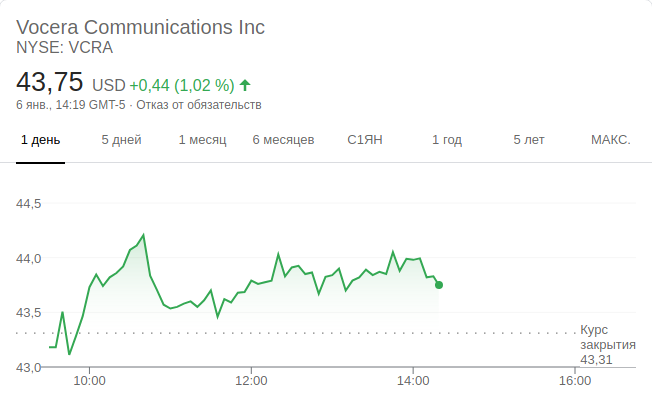 Vocera Communications Inc
NYSE: VCRA
43,75 USD +0,44 (1,02 %)
6 янв., 14:19 GMT-5 · Отказ от обязательств
1 день 5 дней 1 месяц 6 месяцев С1ЯН 1 год 5 лет МАКС.
44,5
44,0
43,5
Курс
закрытия
43,31
43,0
10:00 12:00 14:00 16:00